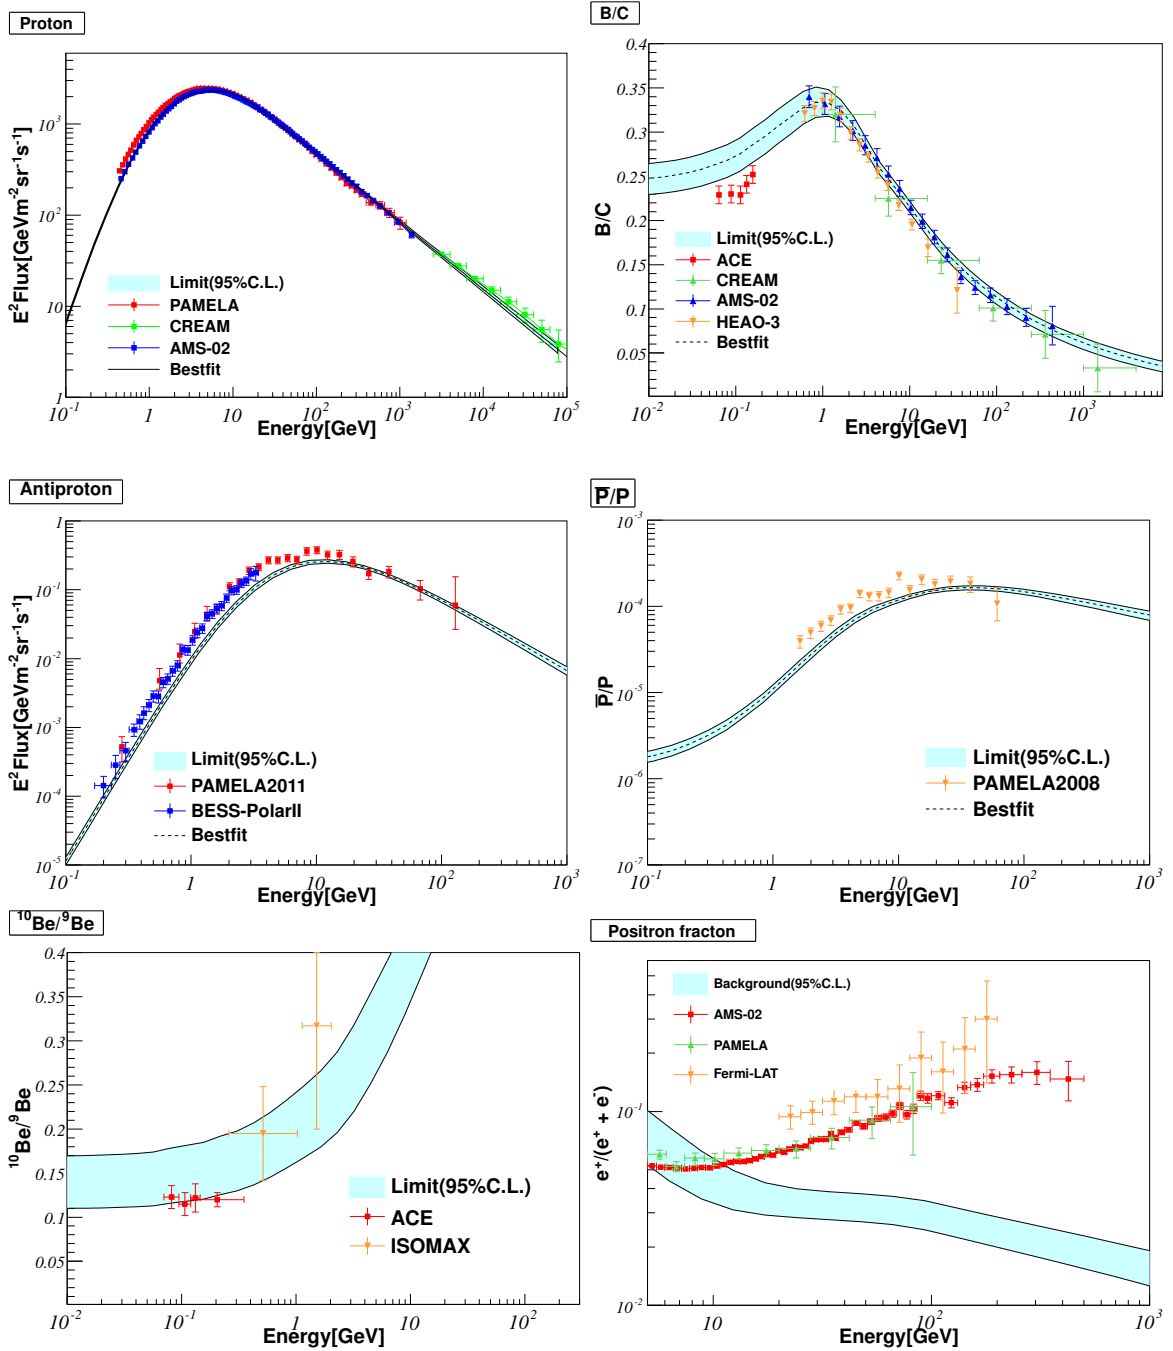 Proton
E²Flux[GeVm⁻²sr⁻¹s⁻¹]
10³
10²
10
1
Limit(95%C.L.)
PAMELA
CREAM
AMS-02
Bestfit
10⁻¹ 1 10 10² 10³ 10⁴ 10⁵
Energy[GeV]
B/C
B/C
0.4
0.35
0.3
0.25
0.2
0.15
0.1
0.05
Limit(95%C.L.)
ACE
CREAM
AMS-02
HEAO-3
Bestfit
10⁻² 10⁻¹ 1 10 10² 10³
Energy[GeV]
Antiproton
E²Flux[GeVm⁻²sr⁻¹s⁻¹]
1
10⁻¹
10⁻²
10⁻³
10⁻⁴
10⁻⁵
Limit(95%C.L.)
PAMELA2011
BESS-PolarII
Bestfit
10⁻¹ 1 10 10² 10³
Energy[GeV]
P̅/P
P̅/P
10⁻³
10⁻⁴
10⁻⁵
10⁻⁶
10⁻⁷
Limit(95%C.L.)
PAMELA2008
Bestfit
10⁻¹ 1 10 10² 10³
Energy[GeV]
¹⁰Be/⁹Be
¹⁰Be/⁹Be
0.4
0.35
0.3
0.25
0.2
0.15
0.1
0.05
Limit(95%C.L.)
ACE
ISOMAX
10⁻² 10⁻¹ 1 10 10²
Energy[GeV]
Positron fracton
e⁺/(e⁺ + e⁻)
10⁻¹
10⁻²
Background(95%C.L.)
AMS-02
PAMELA
Fermi-LAT
10 10² 10³
Energy[GeV]